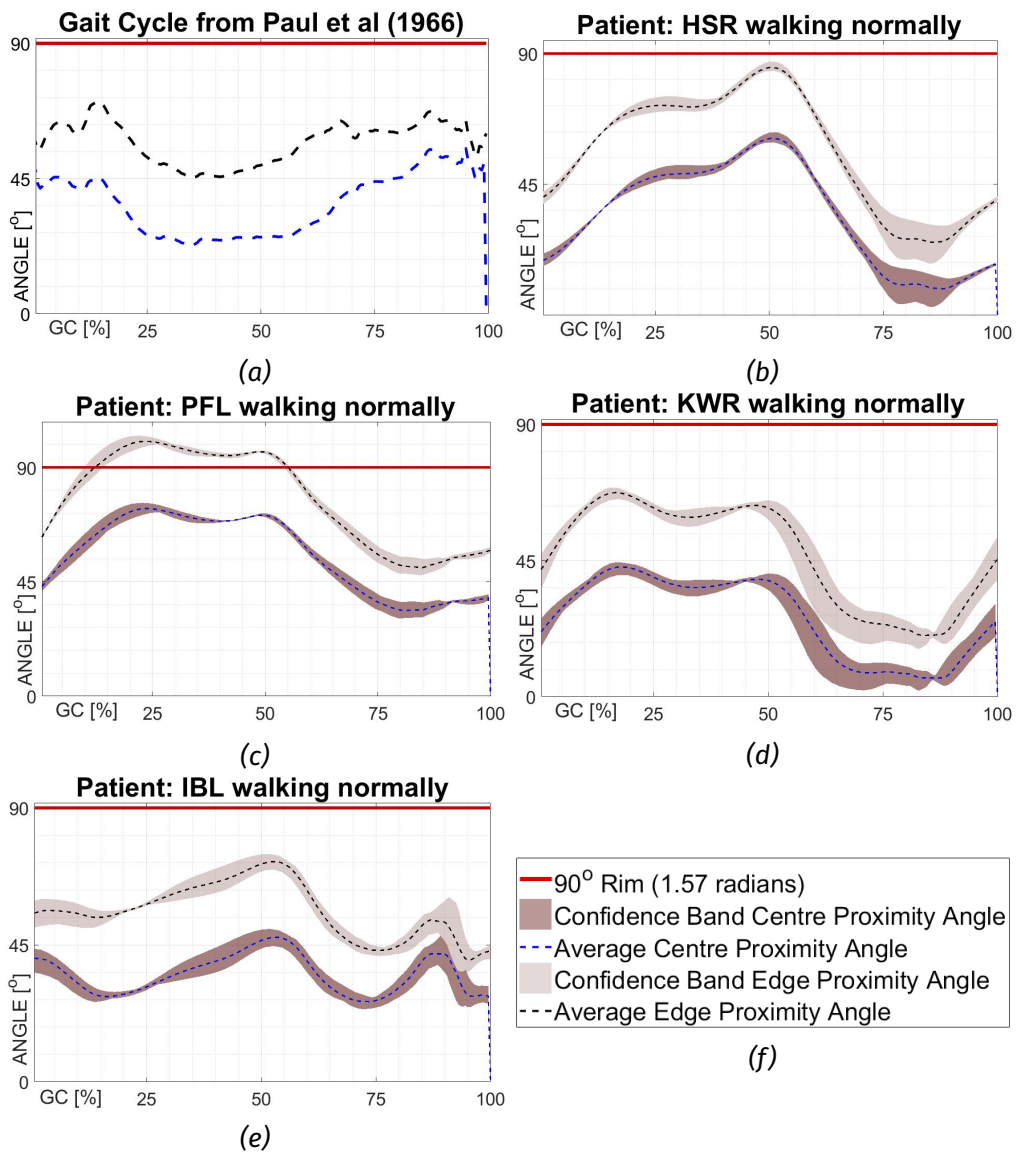 Gait Cycle from Paul et al (1966)
90
45
0
ANGLE [o]
GC [%]
25
50
75
100
(a)
Patient: HSR walking normally
90
45
ANGLE [o]
GC [%]
25
50
75
100
(b)
Patient: PFL walking normally
90
45
0
ANGLE [o]
GC [%]
25
50
75
100
(c)
Patient: KWR walking normally
90
45
0
ANGLE [o]
GC [%]
25
50
75
100
(d)
Patient: IBL walking normally
90
45
0
ANGLE [o]
GC [%]
25
50
75
100
(e)
90o Rim (1.57 radians)
Confidence Band Centre Proximity Angle
Average Centre Proximity Angle
Confidence Band Edge Proximity Angle
Average Edge Proximity Angle
(f)